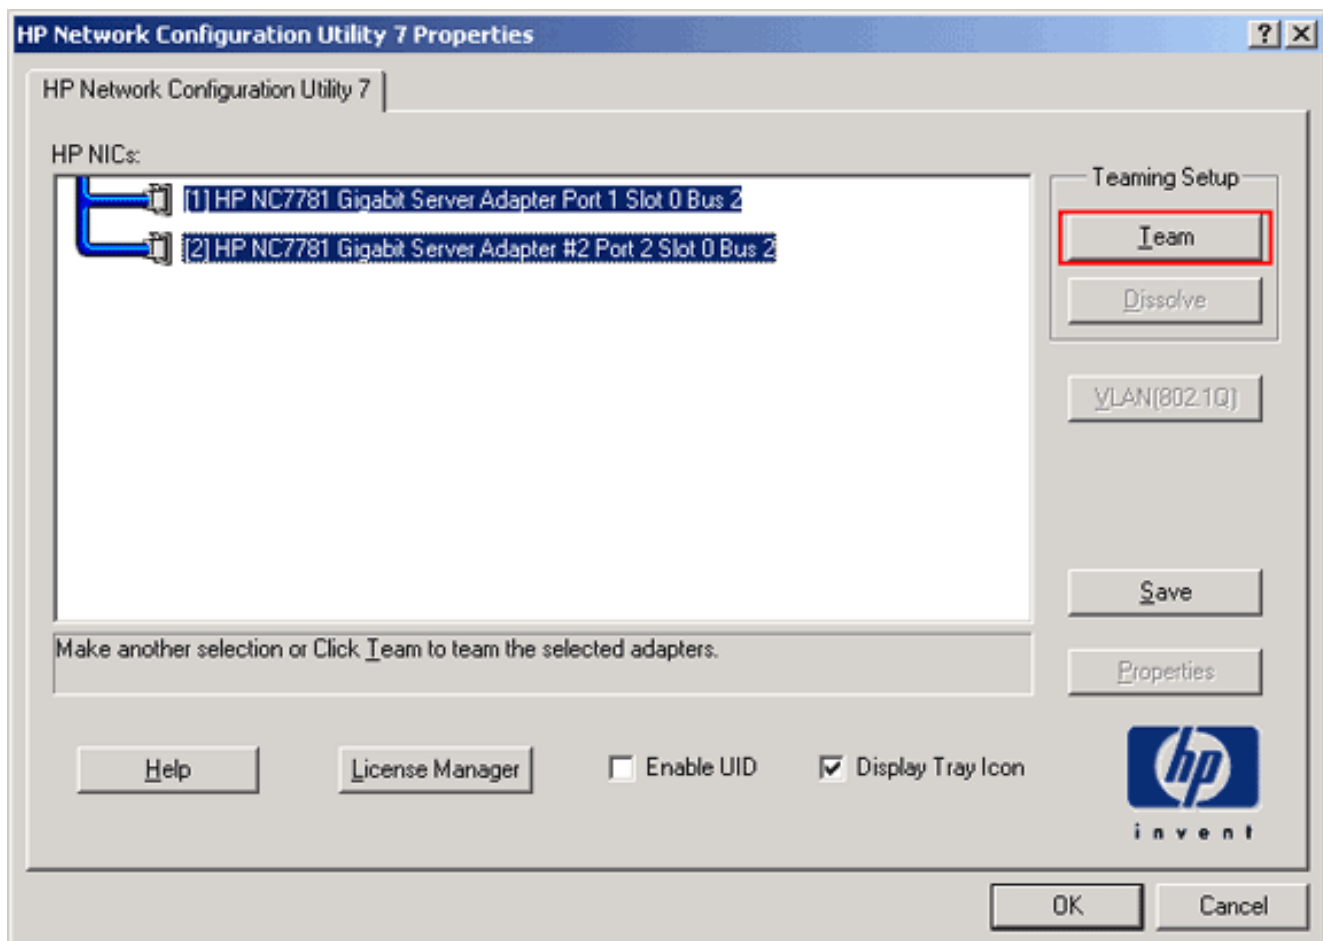 HP Network Configuration Utility 7 Properties
HP Network Configuration Utility 7
HP NICs:
[1] HP NC7781 Gigabit Server Adapter Port 1 Slot 0 Bus 2
[2] HP NC7781 Gigabit Server Adapter #2 Port 2 Slot 0 Bus 2
Teaming Setup
Team
Dissolve
VLAN(802.1Q)
Save
Make another selection or Click Team to team the selected adapters.
Properties
Help
License Manager
Enable UID
Display Tray Icon
hp
invent
OK
Cancel